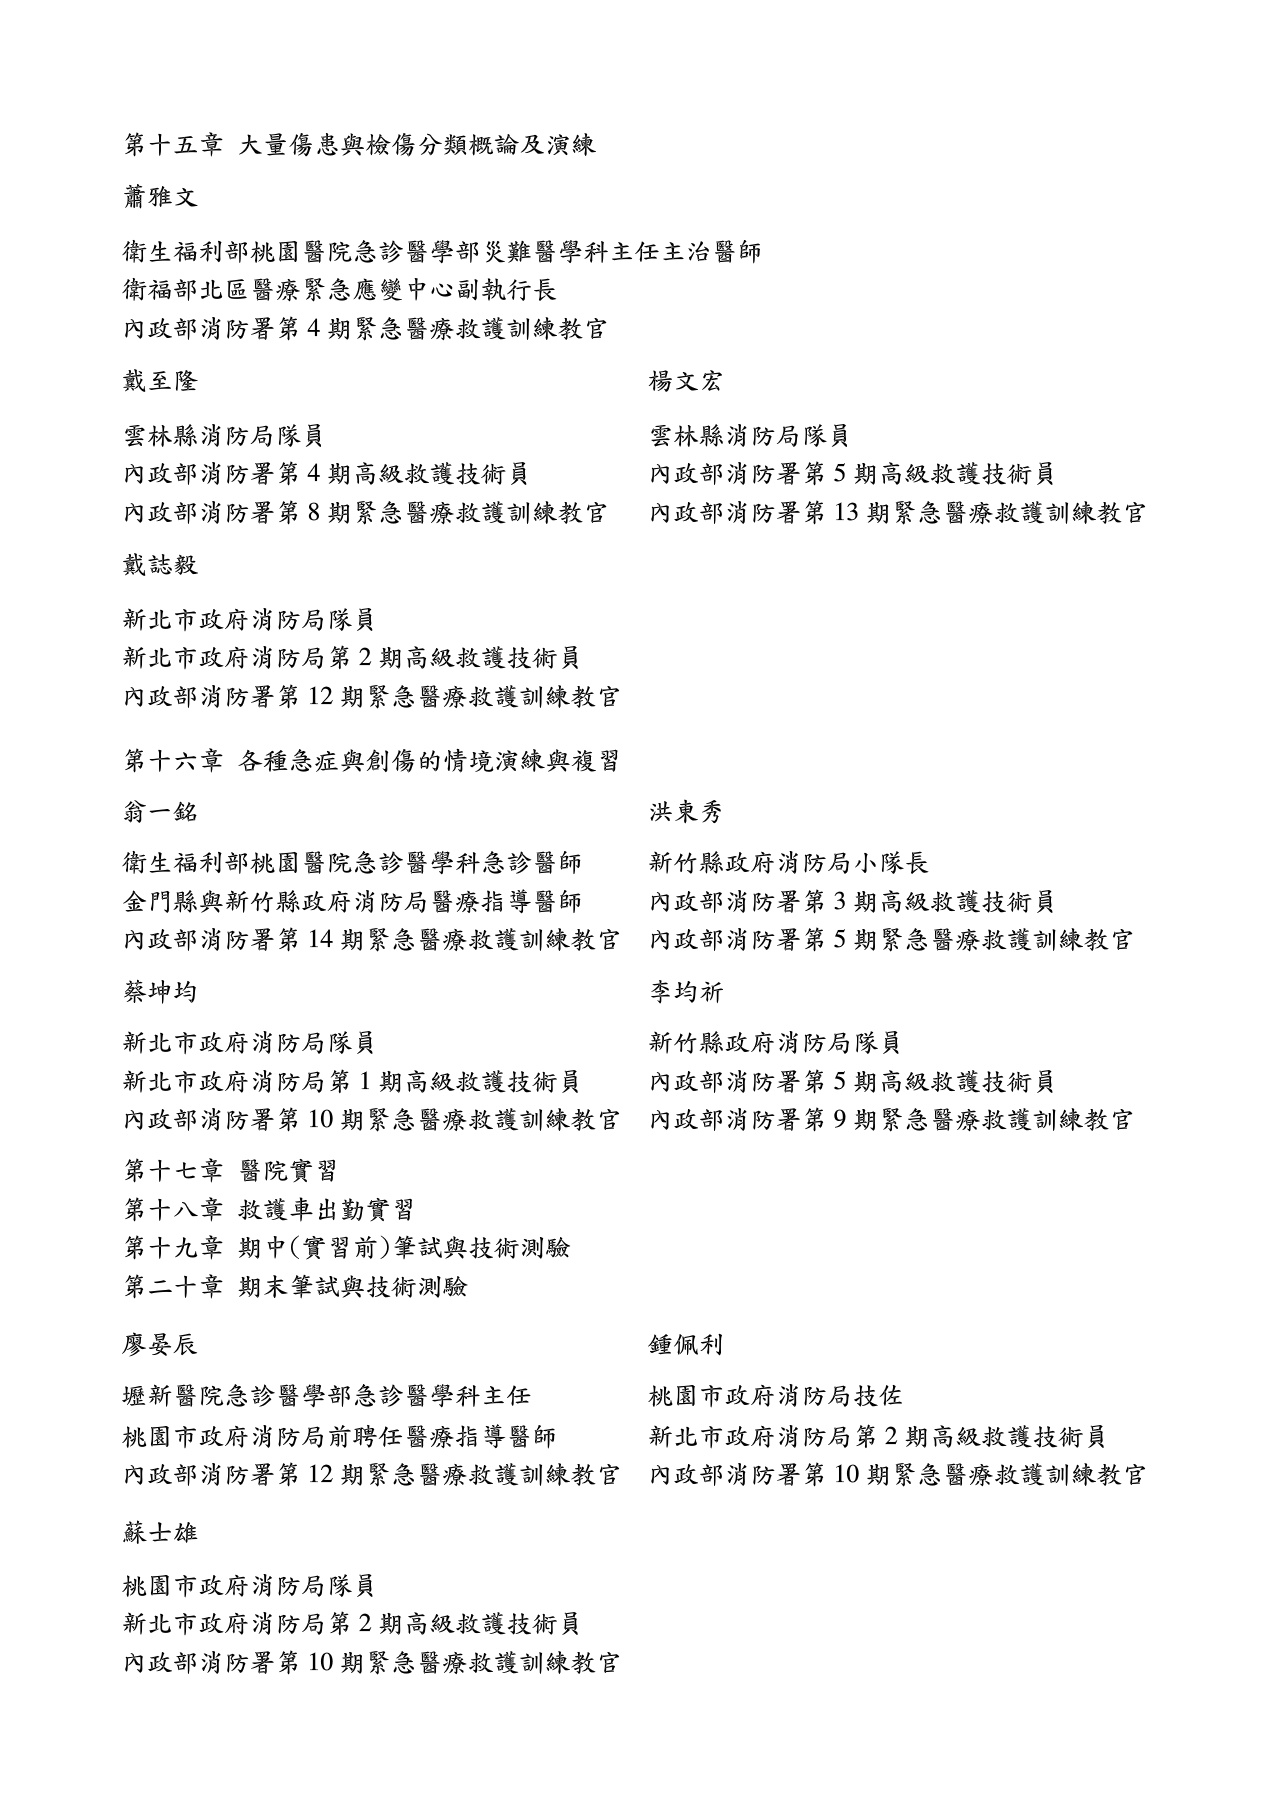 第十五章 大量傷患與檢傷分類概論及演練
蕭雅文
衛生福利部桃園醫院急診醫學部災難醫學科主任主治醫師
衛福部北區醫療緊急應變中心副執行長
內政部消防署第 4 期緊急醫療救護訓練教官
戴至隆
雲林縣消防局隊員
內政部消防署第 4 期高級救護技術員
內政部消防署第 8 期緊急醫療救護訓練教官
楊文宏
雲林縣消防局隊員
內政部消防署第 5 期高級救護技術員
內政部消防署第 13 期緊急醫療救護訓練教官
戴誌毅
新北市政府消防局隊員
新北市政府消防局第 2 期高級救護技術員
內政部消防署第 12 期緊急醫療救護訓練教官
第十六章 各種急症與創傷的情境演練與複習
翁一銘
衛生福利部桃園醫院急診醫學科急診醫師
金門縣與新竹縣政府消防局醫療指導醫師
內政部消防署第 14 期緊急醫療救護訓練教官
洪東秀
新竹縣政府消防局小隊長
內政部消防署第 3 期高級救護技術員
內政部消防署第 5 期緊急醫療救護訓練教官
蔡坤均
新北市政府消防局隊員
新北市政府消防局第 1 期高級救護技術員
內政部消防署第 10 期緊急醫療救護訓練教官
李均祈
新竹縣政府消防局隊員
內政部消防署第 5 期高級救護技術員
內政部消防署第 9 期緊急醫療救護訓練教官
第十七章 醫院實習
第十八章 救護車出勤實習
第十九章 期中(實習前)筆試與技術測驗
第二十章 期末筆試與技術測驗
廖晏辰
壢新醫院急診醫學部急診醫學科主任
桃園市政府消防局前聘任醫療指導醫師
內政部消防署第 12 期緊急醫療救護訓練教官
鍾佩利
桃園市政府消防局技佐
新北市政府消防局第 2 期高級救護技術員
內政部消防署第 10 期緊急醫療救護訓練教官
蘇士雄
桃園市政府消防局隊員
新北市政府消防局第 2 期高級救護技術員
內政部消防署第 10 期緊急醫療救護訓練教官